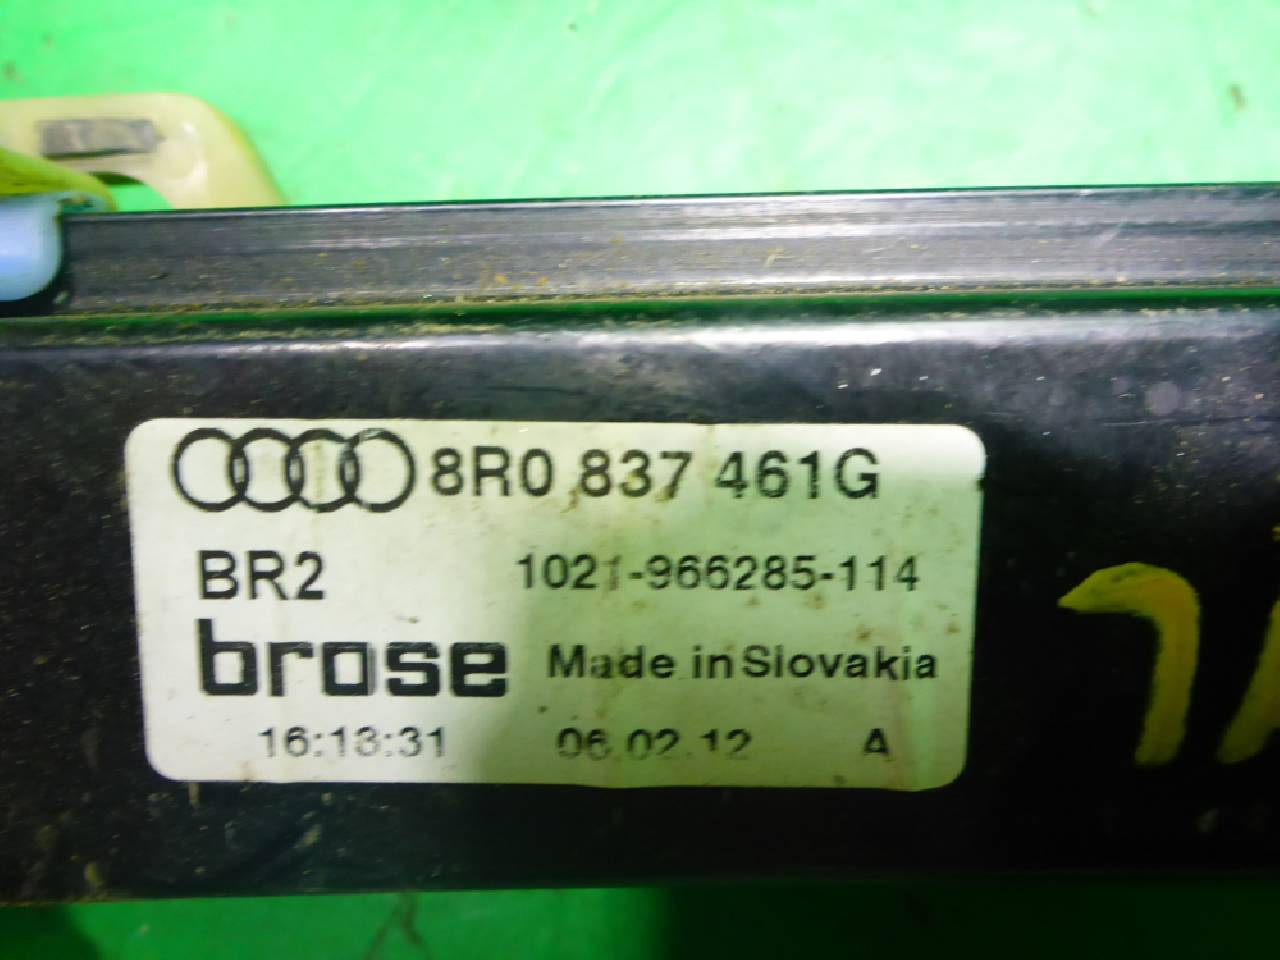 8R0 837 461G
BR2 1021-966285-114
brose Made in Slovakia
16:13:31 06.02.12 A